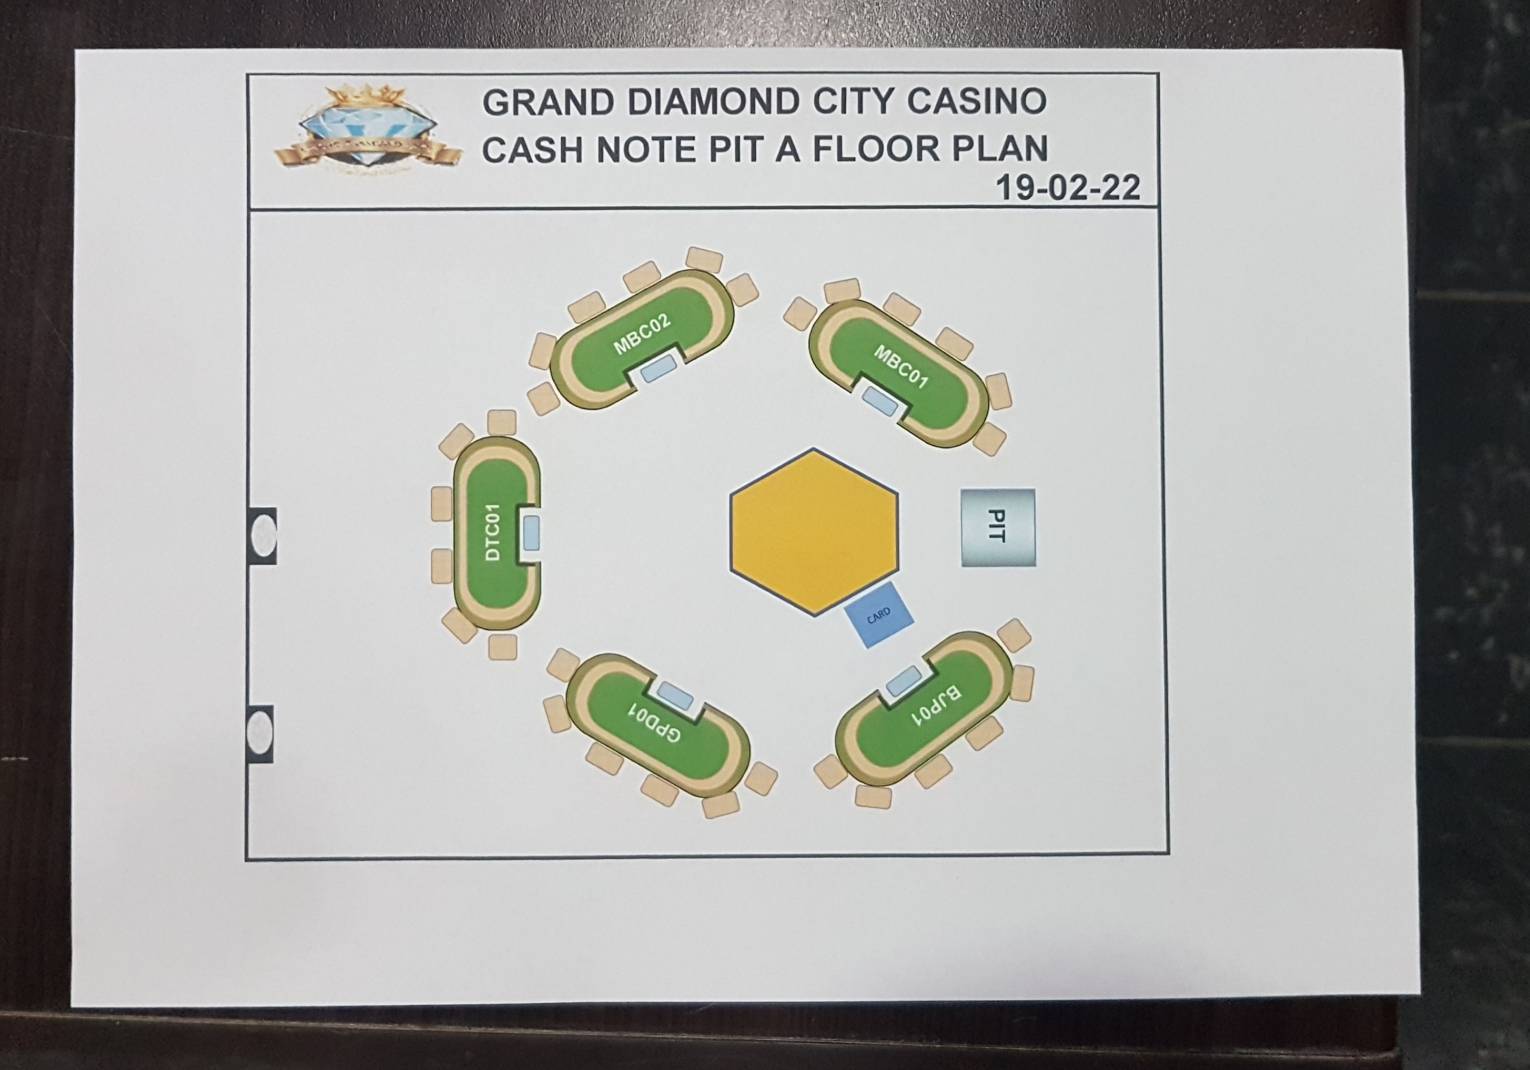 GRAND DIAMOND CITY CASINO
CASH NOTE PIT A FLOOR PLAN
19-02-22
MBC02
MBC01
DTC01
PIT
CARD
GPD01
BJP01